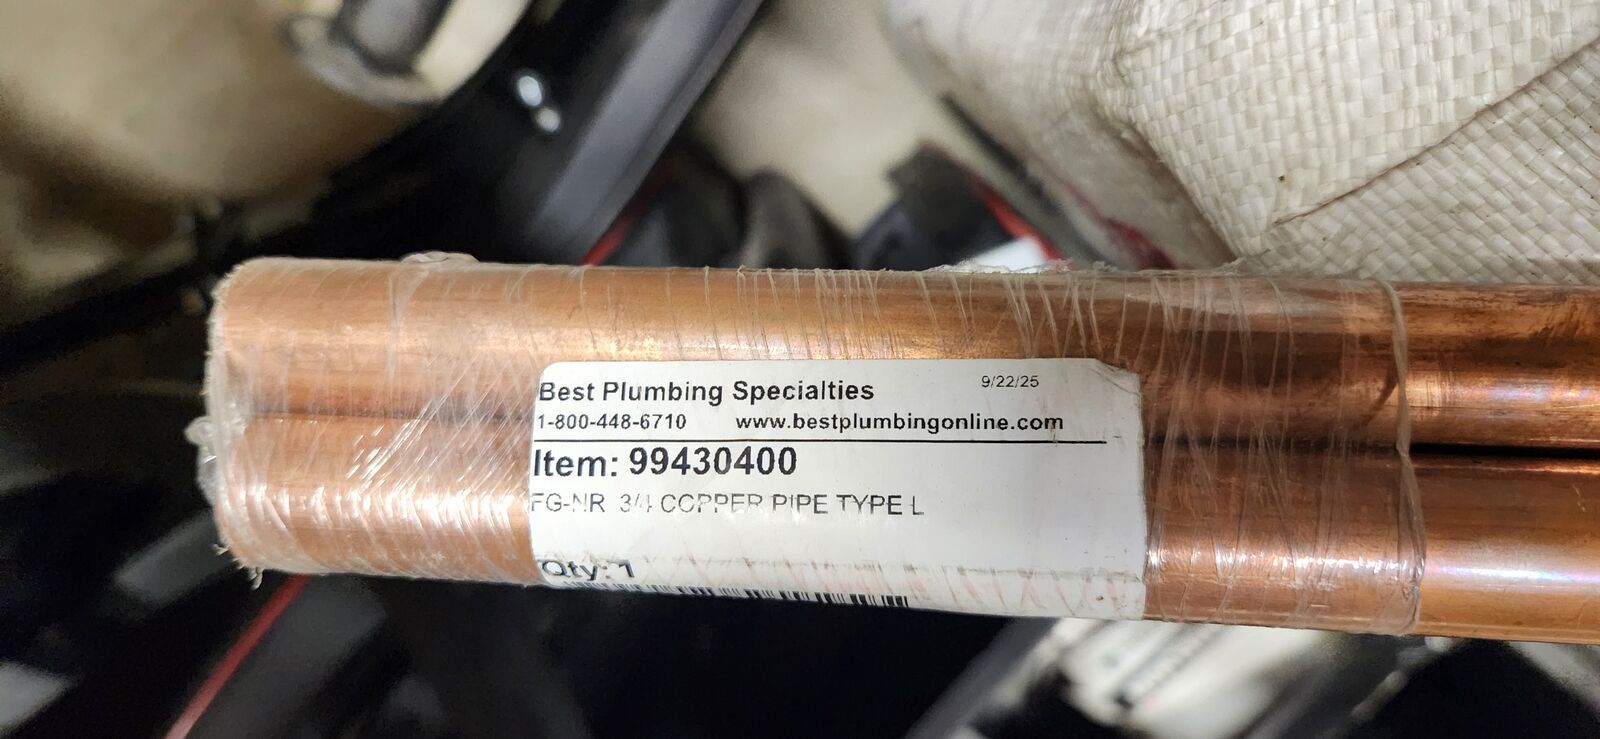 Best Plumbing Specialties 9/22/25
1-800-448-6710 www.bestplumbingonline.com
Item: 99430400
FG-NR 3/4 COPPER PIPE TYPE L
Qty: 1